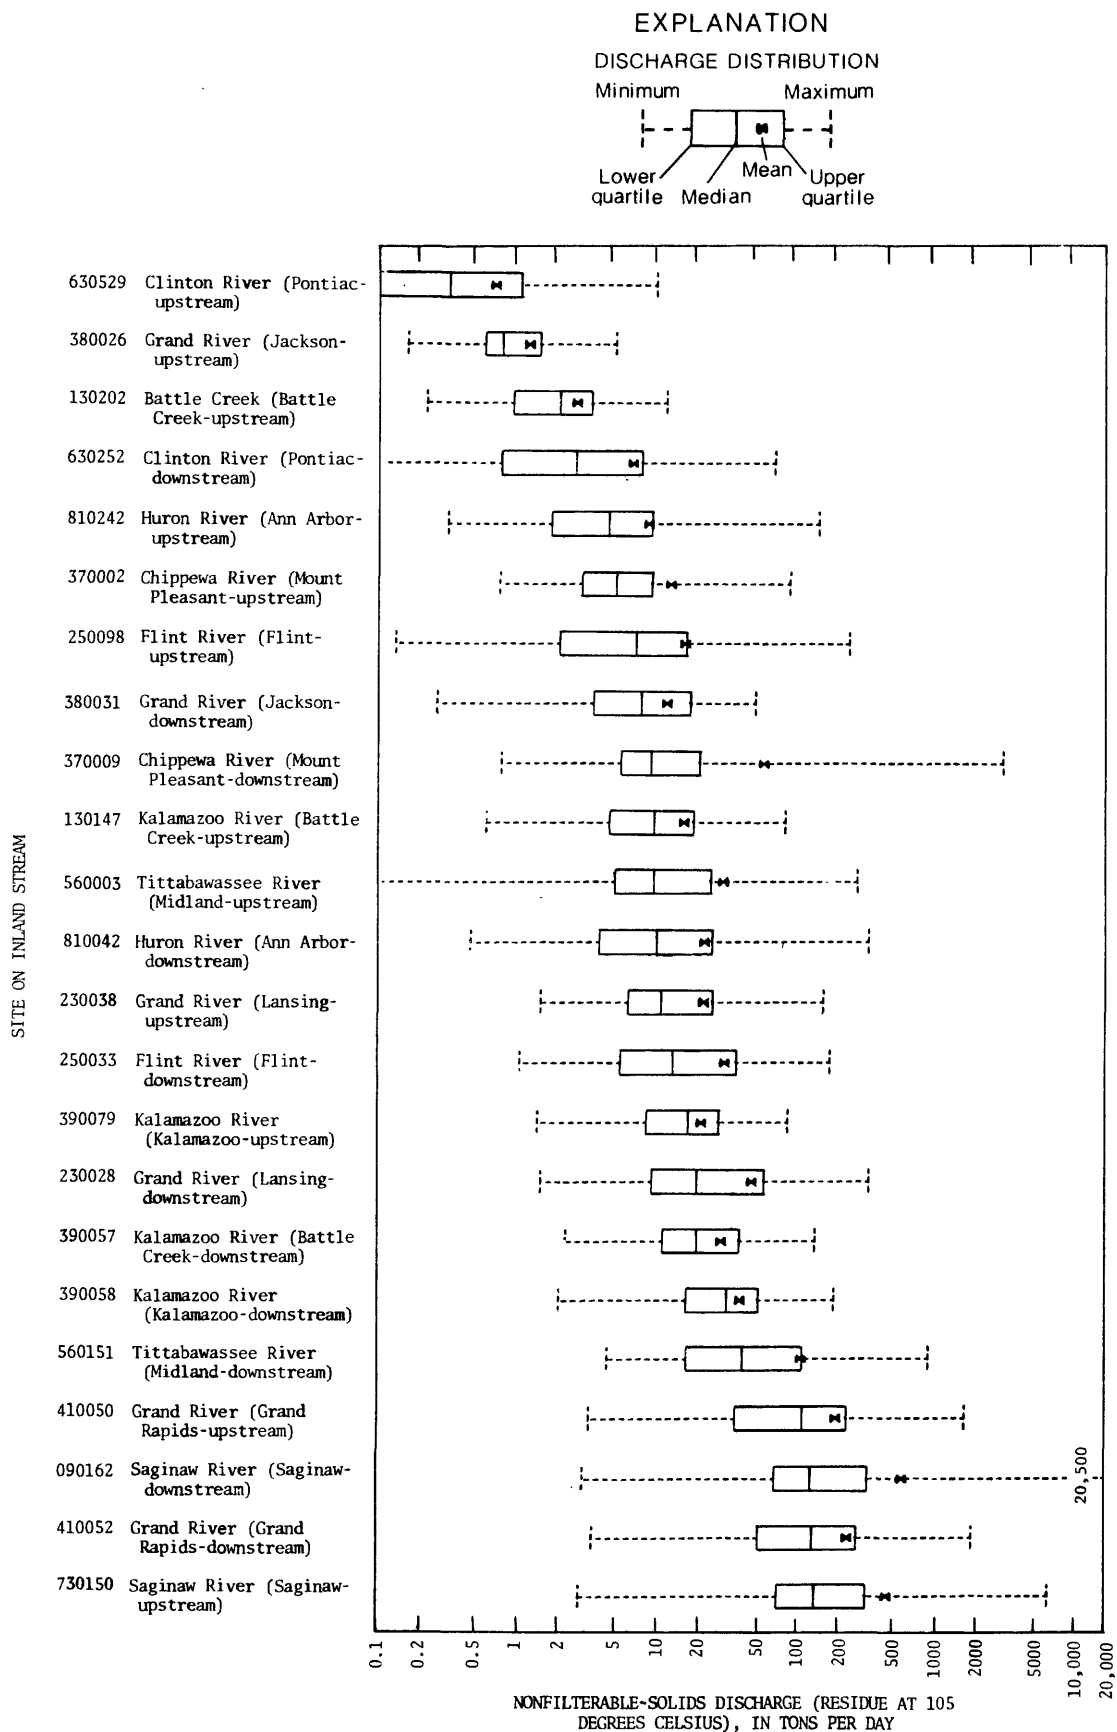 EXPLANATION
DISCHARGE DISTRIBUTION
Minimum Maximum
Lower quartile
Median
Mean
Upper quartile
SITE ON INLAND STREAM
630529 Clinton River (Pontiac-
upstream)
380026 Grand River (Jackson-
upstream)
130202 Battle Creek (Battle
Creek-upstream)
630252 Clinton River (Pontiac-
downstream)
810242 Huron River (Ann Arbor-
upstream)
370002 Chippewa River (Mount
Pleasant-upstream)
250098 Flint River (Flint-
upstream)
380031 Grand River (Jackson-
downstream)
370009 Chippewa River (Mount
Pleasant-downstream)
130147 Kalamazoo River (Battle
Creek-upstream)
560003 Tittabawassee River
(Midland-upstream)
810042 Huron River (Ann Arbor-
downstream)
230038 Grand River (Lansing-
upstream)
250033 Flint River (Flint-
downstream)
390079 Kalamazoo River
(Kalamazoo-upstream)
230028 Grand River (Lansing-
downstream)
390057 Kalamazoo River (Battle
Creek-downstream)
390058 Kalamazoo River
(Kalamazoo-downstream)
560151 Tittabawassee River
(Midland-downstream)
410050 Grand River (Grand
Rapids-upstream)
090162 Saginaw River (Saginaw-
downstream)
20,500
410052 Grand River (Grand
Rapids-downstream)
730150 Saginaw River (Saginaw-
upstream)
0.1 0.2 0.5 1 2 5 10 20 50 100 200 500 1000 2000 5000 10,000 20,000
NONFILTERABLE-SOLIDS DISCHARGE (RESIDUE AT 105
DEGREES CELSIUS), IN TONS PER DAY